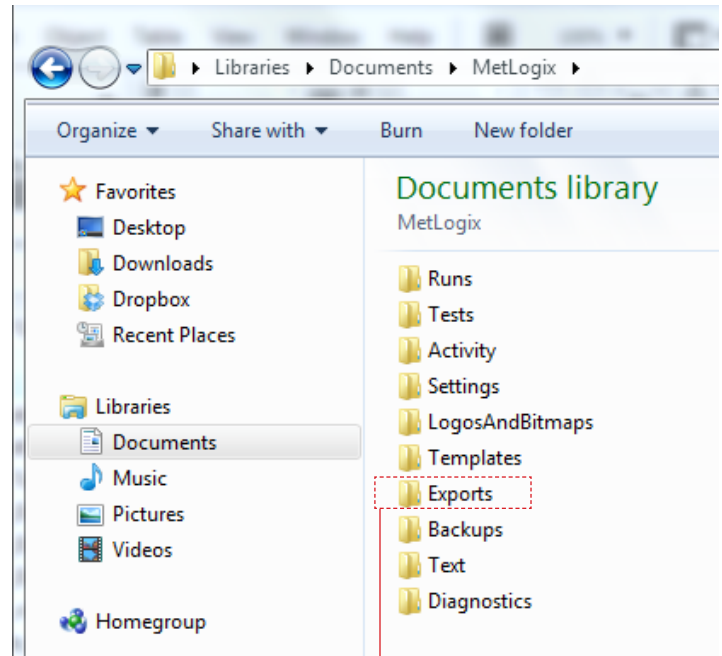 Libraries Documents MetLogix
Organize Share with Burn New folder
Favorites
Desktop
Downloads
Dropbox
Recent Places
Libraries
Documents
Music
Pictures
Videos
Homegroup
Documents library
MetLogix
Runs
Tests
Activity
Settings
LogosAndBitmaps
Templates
Exports
Backups
Text
Diagnostics